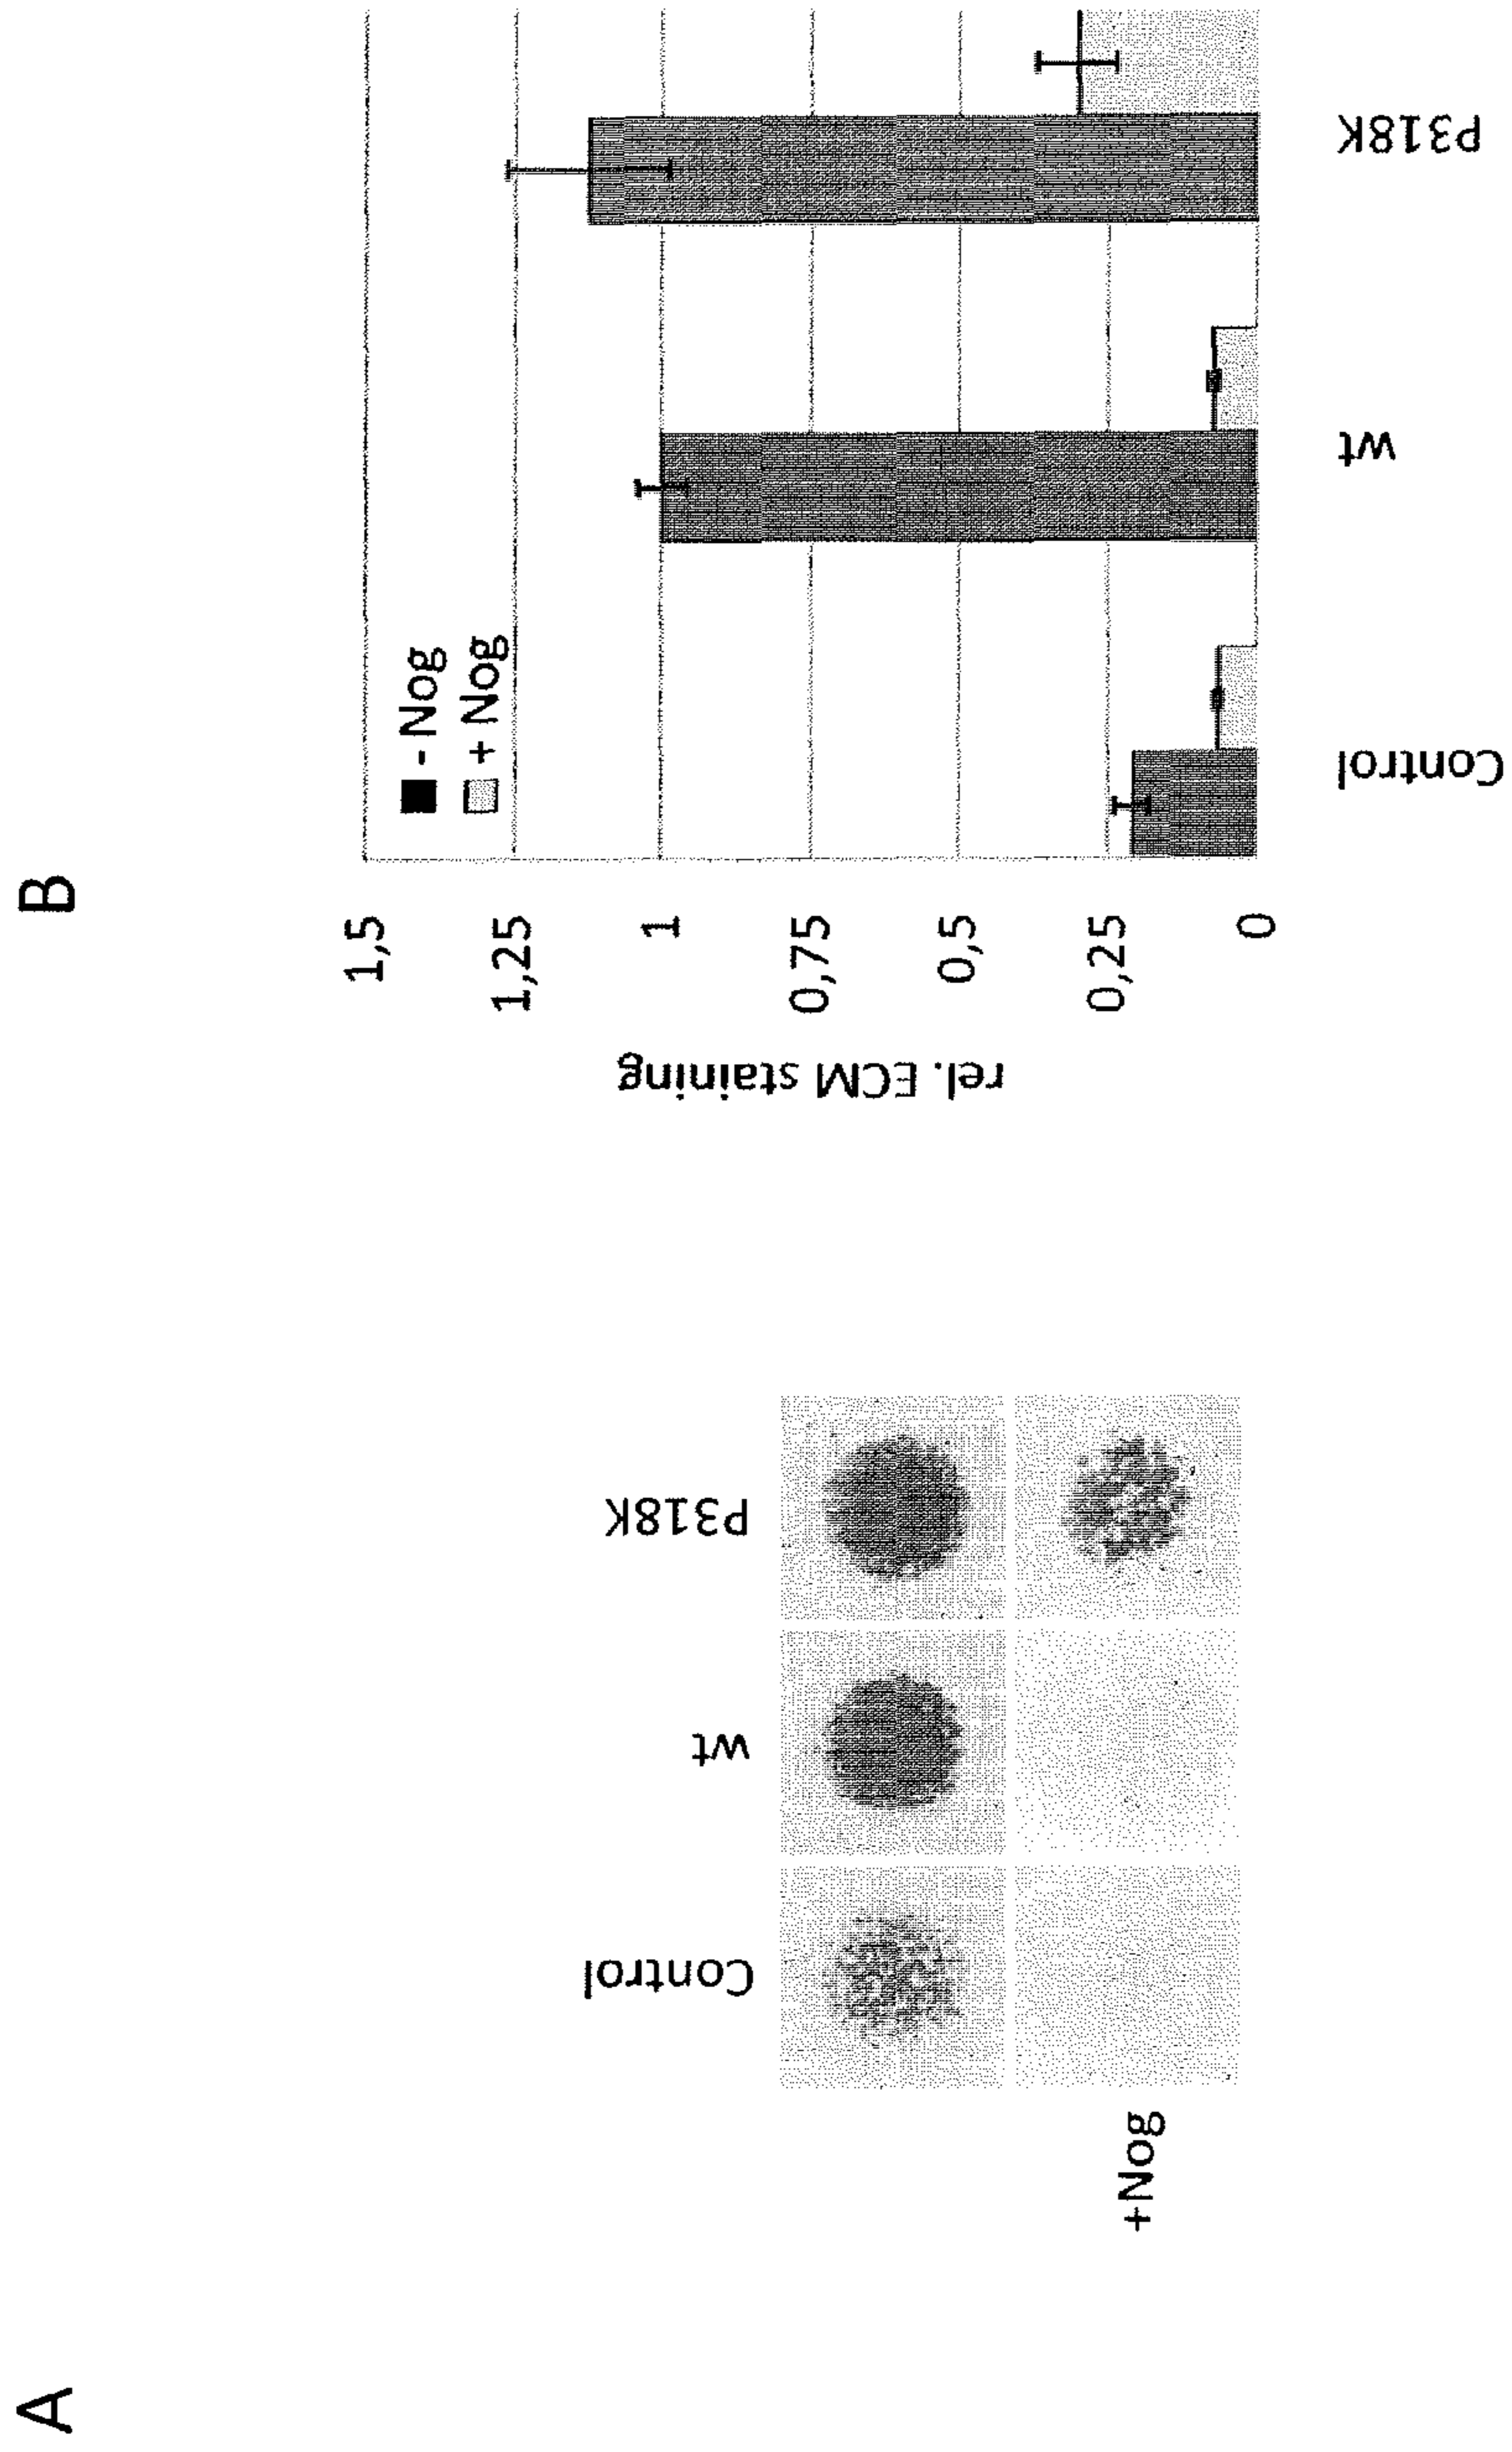 A
Control
wt
P318K
+Nog
B
rel. ECM staining
1,5
1,25
1
0,75
0,5
0,25
0
- Nog
+ Nog
Control
wt
P318K